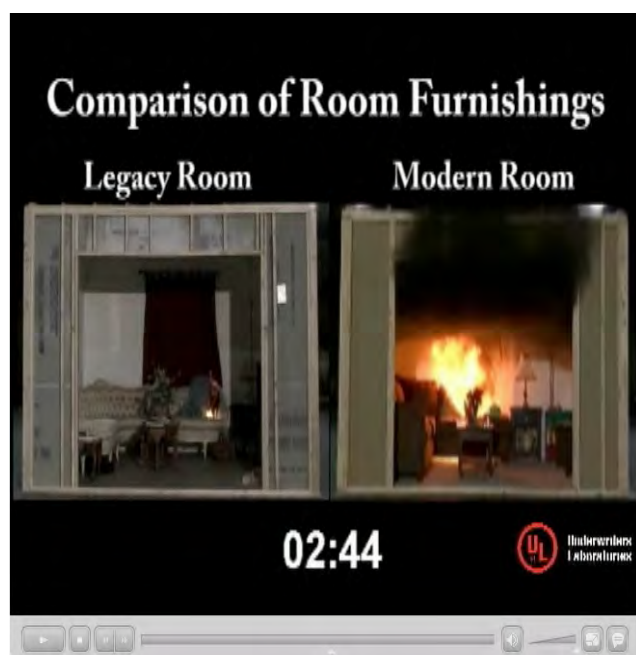 Comparison of Room Furnishings
Legacy Room
Modern Room
02:44
UL
Underwriters
Laboratories